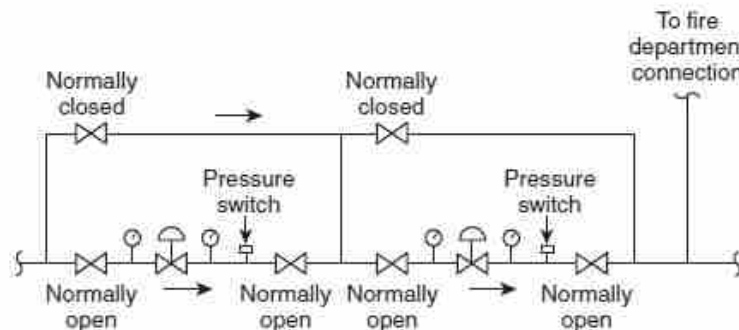 To fire
department
connection
Normally
closed
Normally
closed
Pressure
switch
Pressure
switch
Normally
open
Normally
open
Normally
open
Normally
open